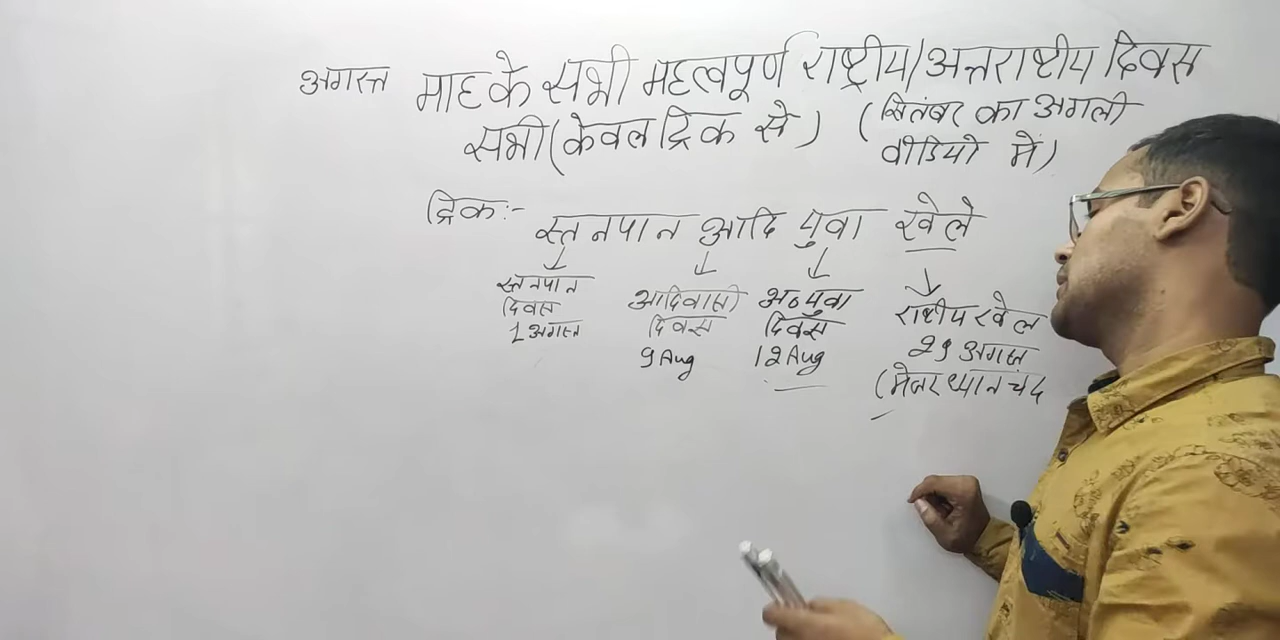 अगस्त माह के सभी महत्वपूर्ण राष्ट्रीय/अन्तराष्ट्रीय दिवस
सभी (केवल ट्रिक से) (सितंबर का अगली
वीडियो में)
ट्रिक:- स्तनपान आदि युवा खेले
स्तनपान
दिवस
1 अगस्त
आदिवासी
दिवस
9 Aug
अ० युवा
दिवस
12 Aug
राष्ट्रीय खेल
29 अगस्त
(मेजर ध्यान चंद